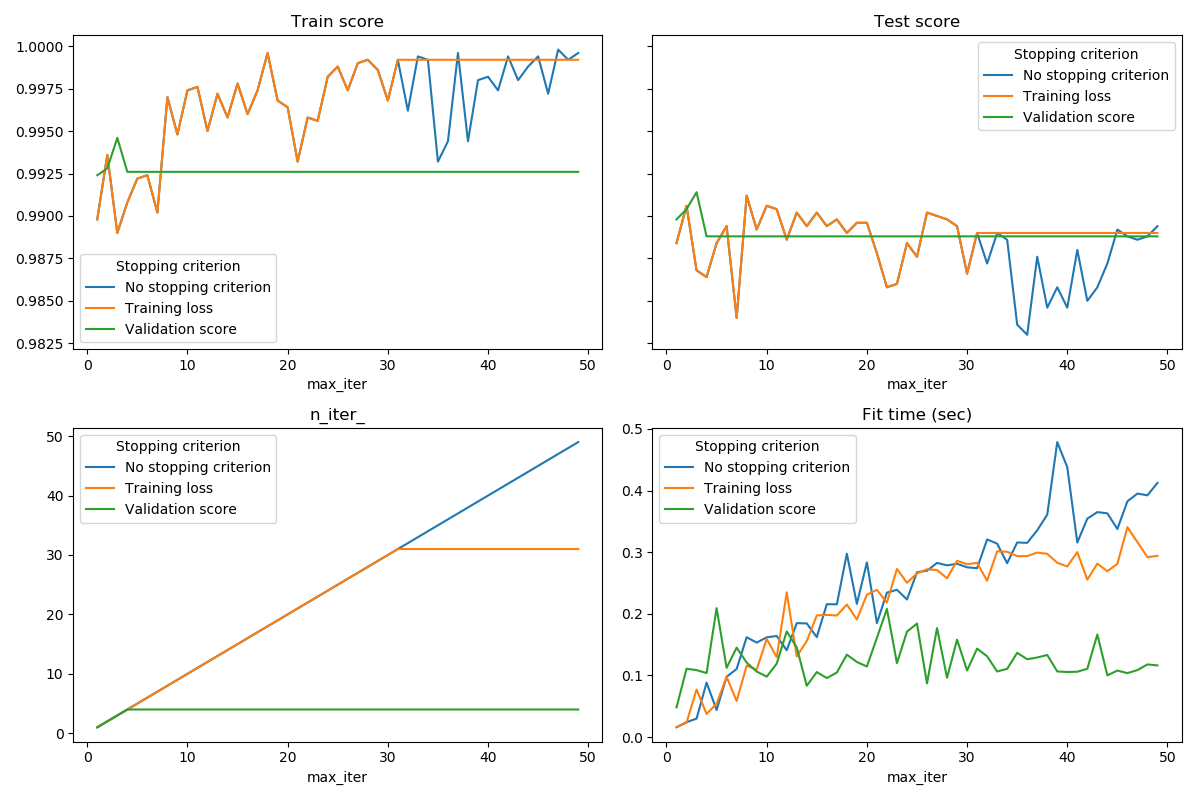 Train score
1.0000
0.9975
0.9950
0.9925
0.9900
0.9875
0.9850
0.9825
Stopping criterion
No stopping criterion
Training loss
Validation score
0 10 20 30 40 50
max_iter
Test score
Stopping criterion
No stopping criterion
Training loss
Validation score
0 10 20 30 40 50
max_iter
n_iter_
50
40
30
20
10
0
Stopping criterion
No stopping criterion
Training loss
Validation score
0 10 20 30 40 50
max_iter
Fit time (sec)
0.5
0.4
0.3
0.2
0.1
0.0
Stopping criterion
No stopping criterion
Training loss
Validation score
0 10 20 30 40 50
max_iter